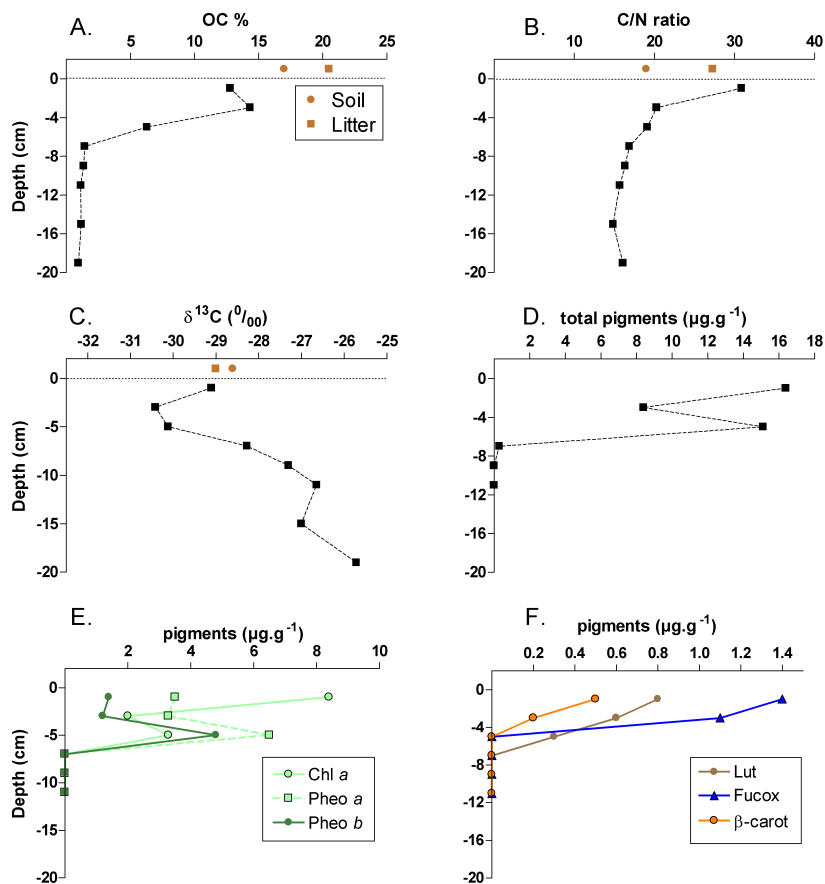 A.
OC %
5 10 15 20 25
0
-4
-8
-12
-16
-20
Depth (cm)
Soil
Litter
B.
C/N ratio
10 20 30 40
0
-4
-8
-12
-16
-20
C.
δ13C (0/00)
-32 -31 -30 -29 -28 -27 -26 -25
0
-5
-10
-15
-20
Depth (cm)
D.
total pigments (µg.g-1)
0 2 4 6 8 10 12 14 16 18
0
-4
-8
-12
-16
-20
E.
pigments (µg.g-1)
2 4 6 8 10
0
-5
-10
-15
-20
Depth (cm)
Chl a
Pheo a
Pheo b
F.
pigments (µg.g-1)
0.2 0.4 0.6 0.8 1.0 1.2 1.4
0
-4
-8
-12
-16
-20
Lut
Fucox
β-carot